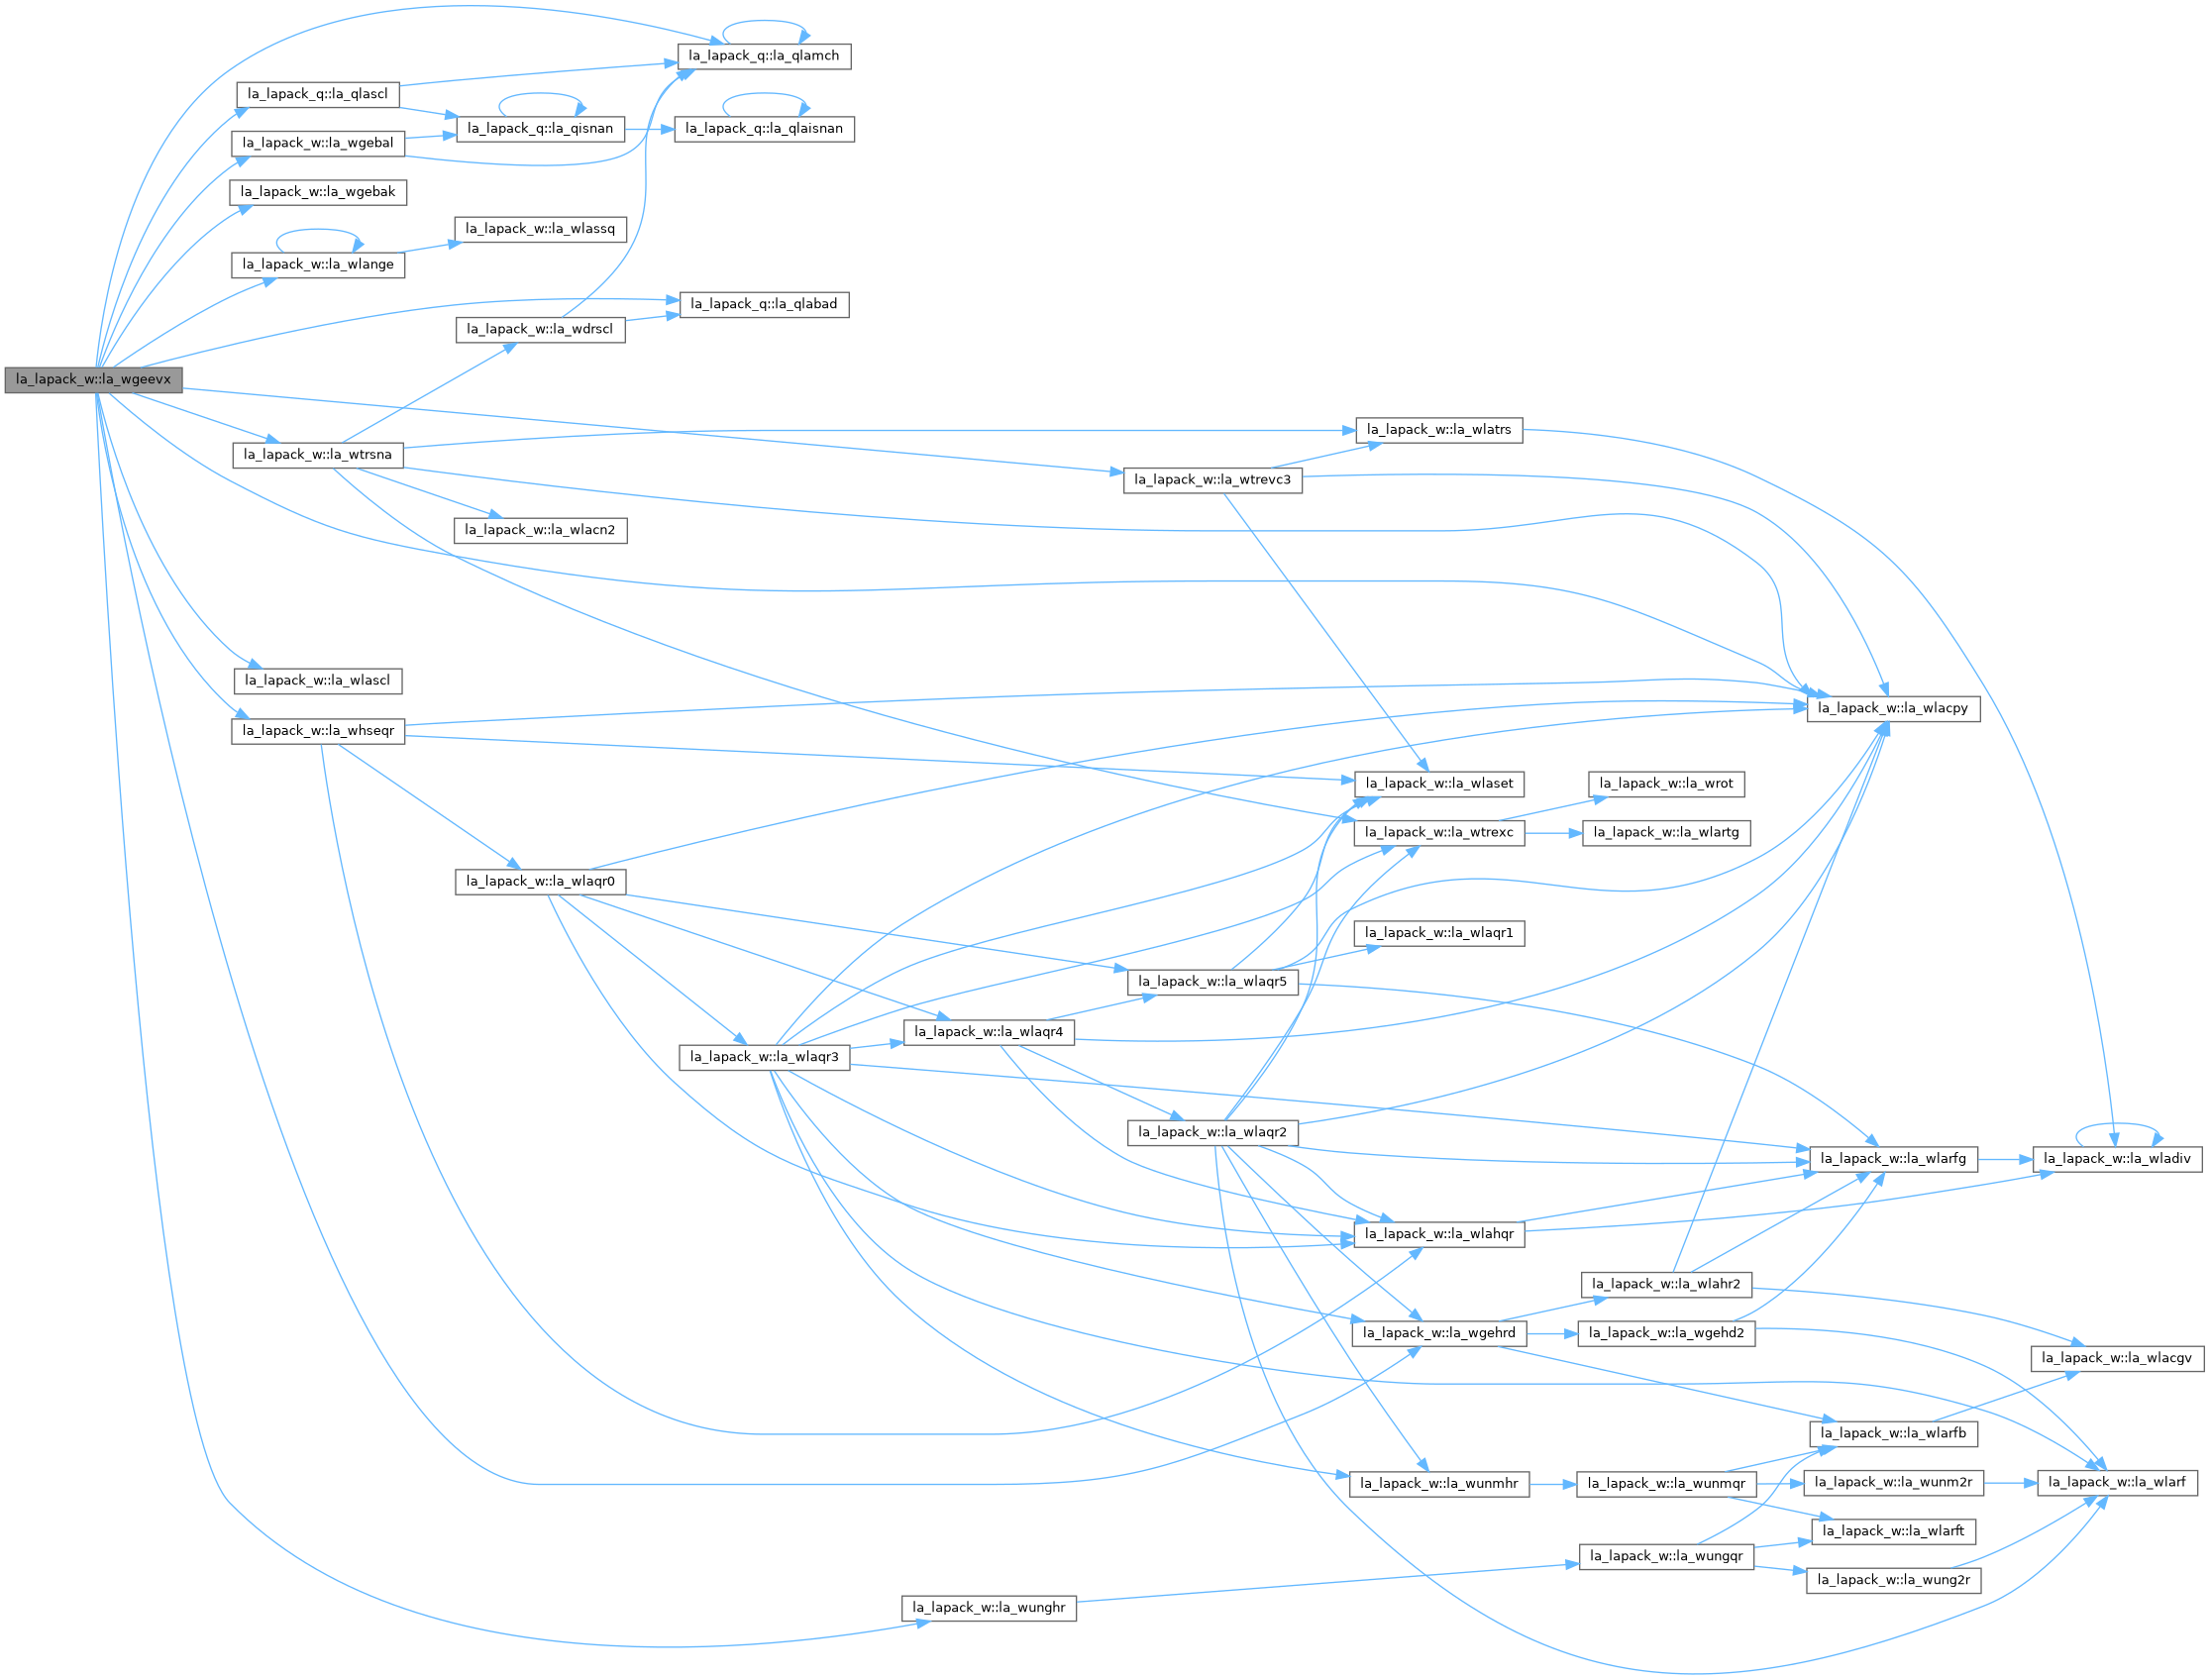 la_lapack_q::la_qlamch
la_lapack_q::la_qlascl
la_lapack_q::la_qisnan
la_lapack_q::la_qlaisnan
la_lapack_w::la_wgebal
la_lapack_w::la_wgebak
la_lapack_w::la_wlassq
la_lapack_w::la_wlange
la_lapack_q::la_qlabad
la_lapack_w::la_wdrscl
la_lapack_w::la_wgeevx
la_lapack_w::la_wlatrs
la_lapack_w::la_wtrsna
la_lapack_w::la_wtrevc3
la_lapack_w::la_wlacn2
la_lapack_w::la_wlascl
la_lapack_w::la_wlacpy
la_lapack_w::la_whseqr
la_lapack_w::la_wlaset
la_lapack_w::la_wrot
la_lapack_w::la_wtrexc
la_lapack_w::la_wlartg
la_lapack_w::la_wlaqr0
la_lapack_w::la_wlaqr1
la_lapack_w::la_wlaqr5
la_lapack_w::la_wlaqr4
la_lapack_w::la_wlaqr3
la_lapack_w::la_wlaqr2
la_lapack_w::la_wlarfg
la_lapack_w::la_wladiv
la_lapack_w::la_wlahqr
la_lapack_w::la_wlahr2
la_lapack_w::la_wgehrd
la_lapack_w::la_wgehd2
la_lapack_w::la_wlacgv
la_lapack_w::la_wlarfb
la_lapack_w::la_wunmhr
la_lapack_w::la_wunmqr
la_lapack_w::la_wunm2r
la_lapack_w::la_wlarf
la_lapack_w::la_wlarft
la_lapack_w::la_wungqr
la_lapack_w::la_wung2r
la_lapack_w::la_wunghr